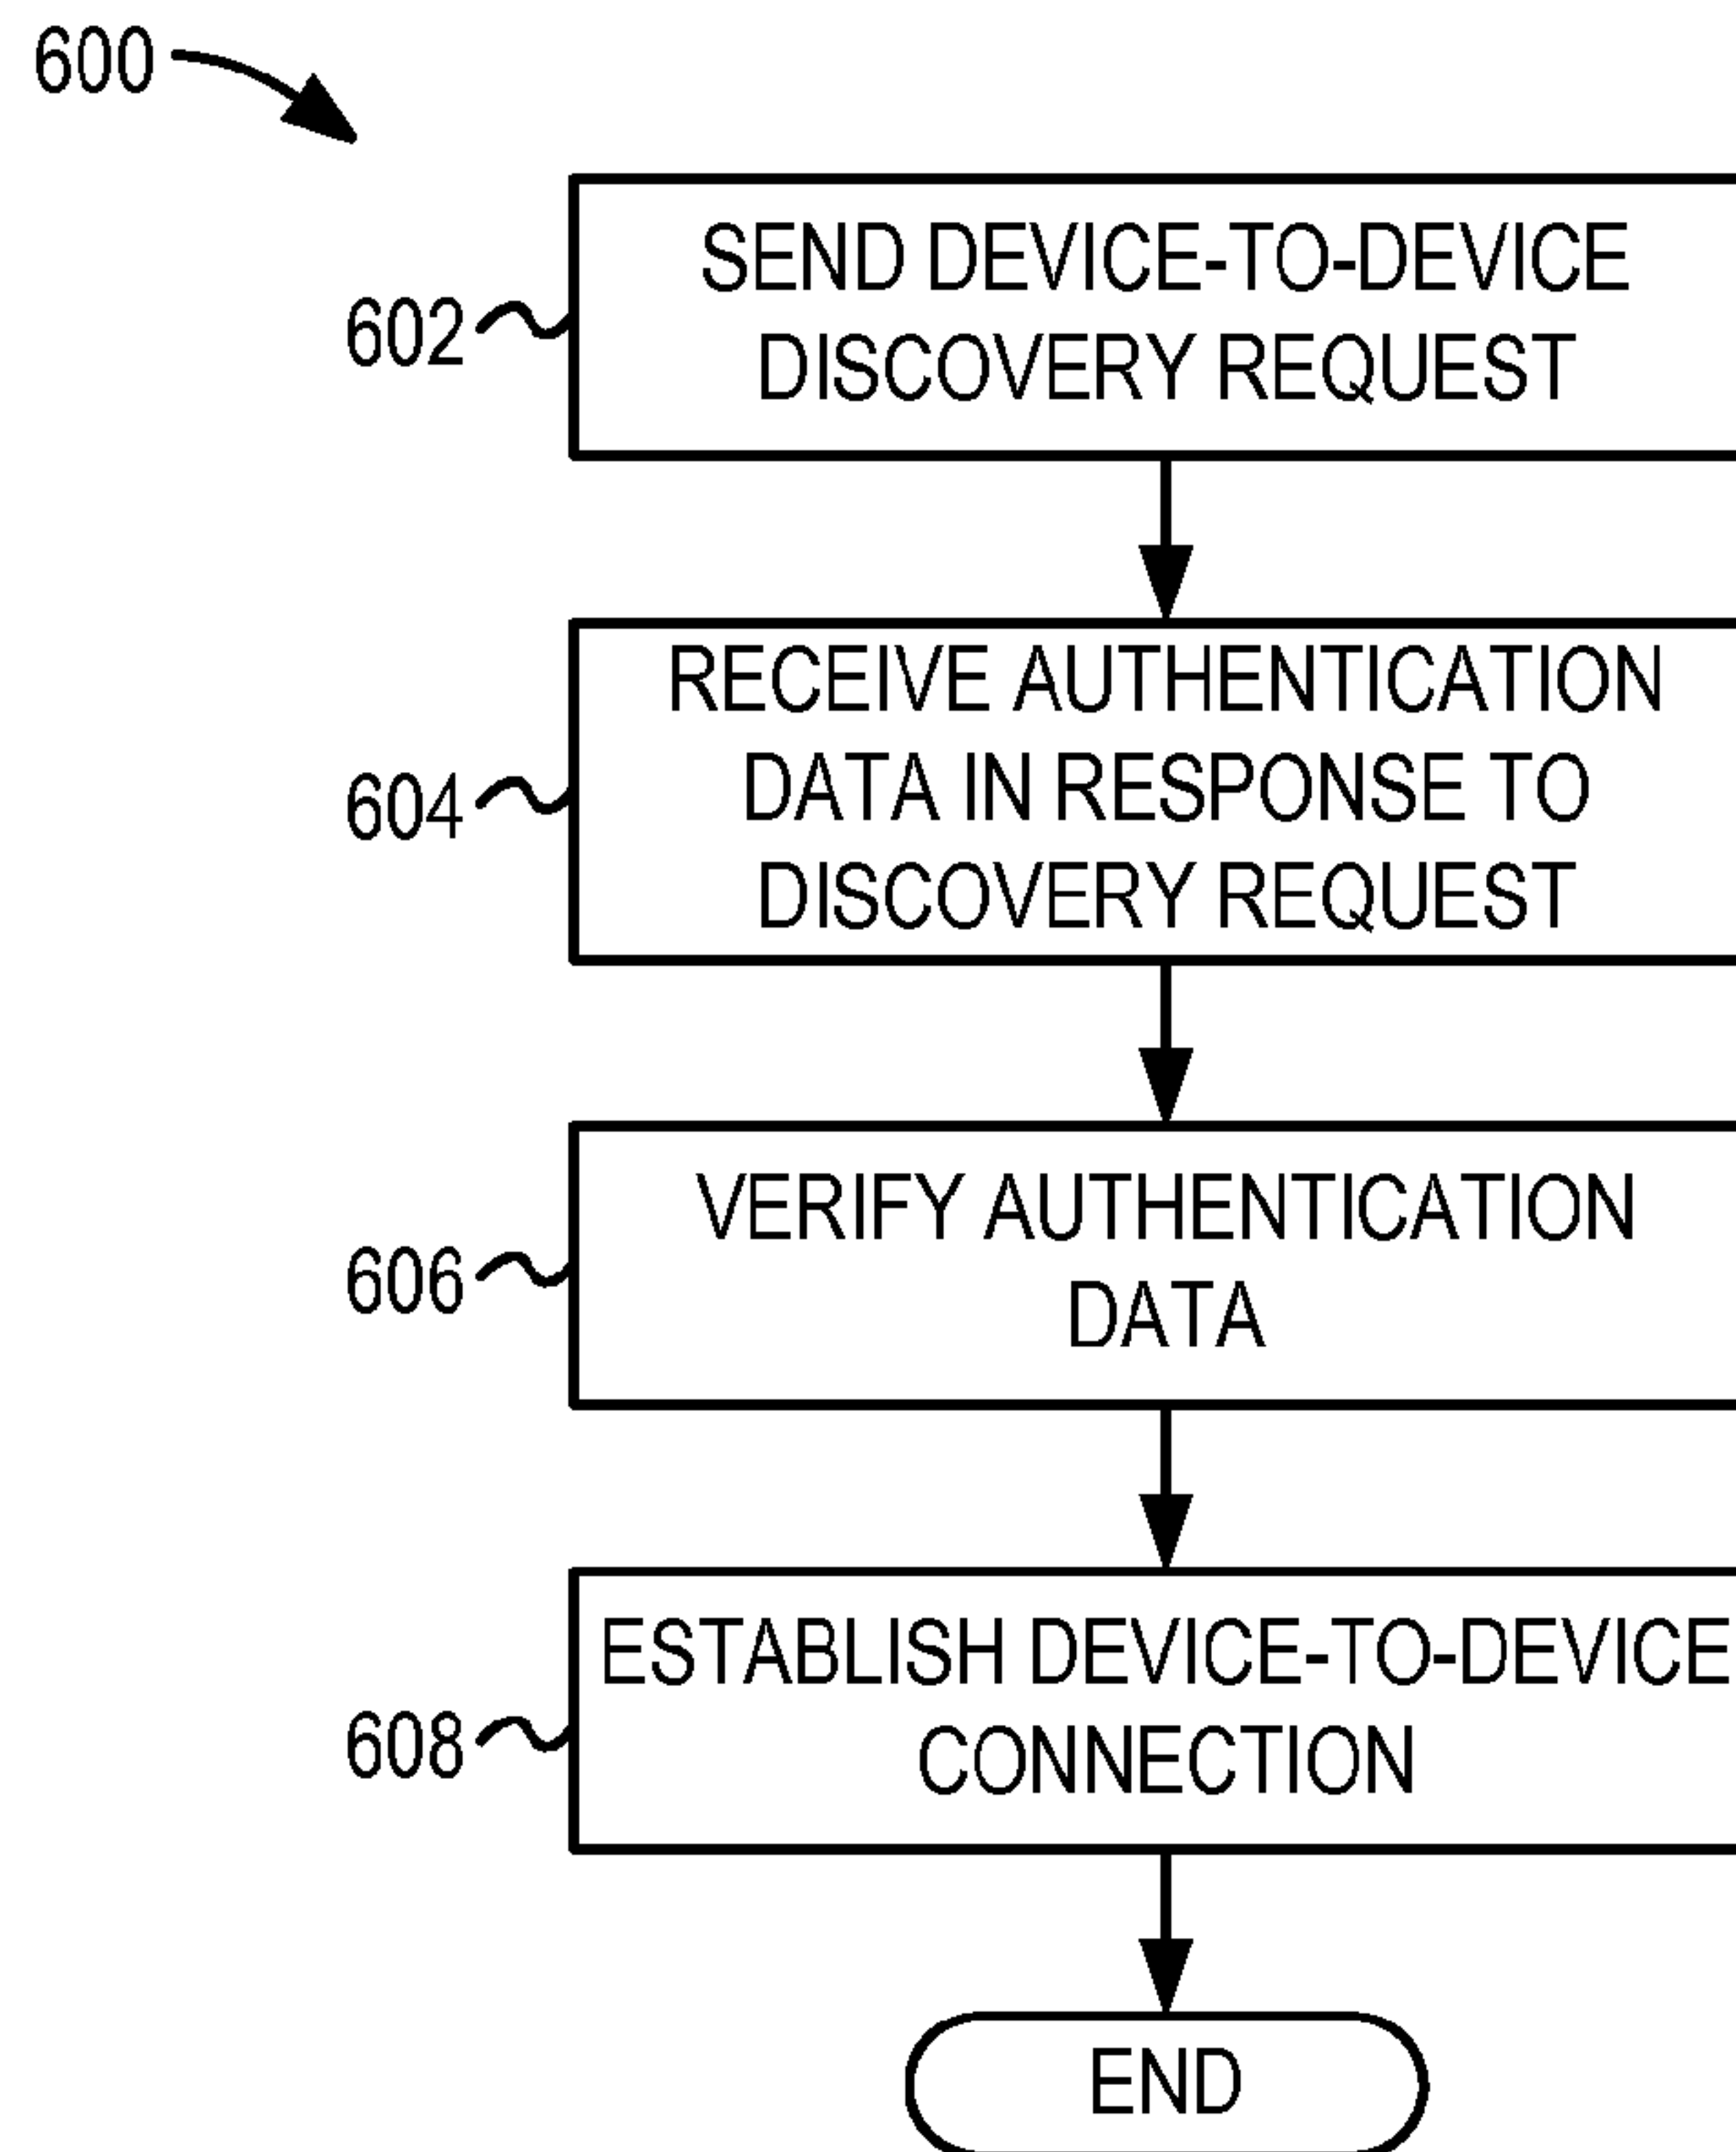 600
602
SEND DEVICE-TO-DEVICE
DISCOVERY REQUEST
604
RECEIVE AUTHENTICATION
DATA IN RESPONSE TO
DISCOVERY REQUEST
606
VERIFY AUTHENTICATION
DATA
608
ESTABLISH DEVICE-TO-DEVICE
CONNECTION
END